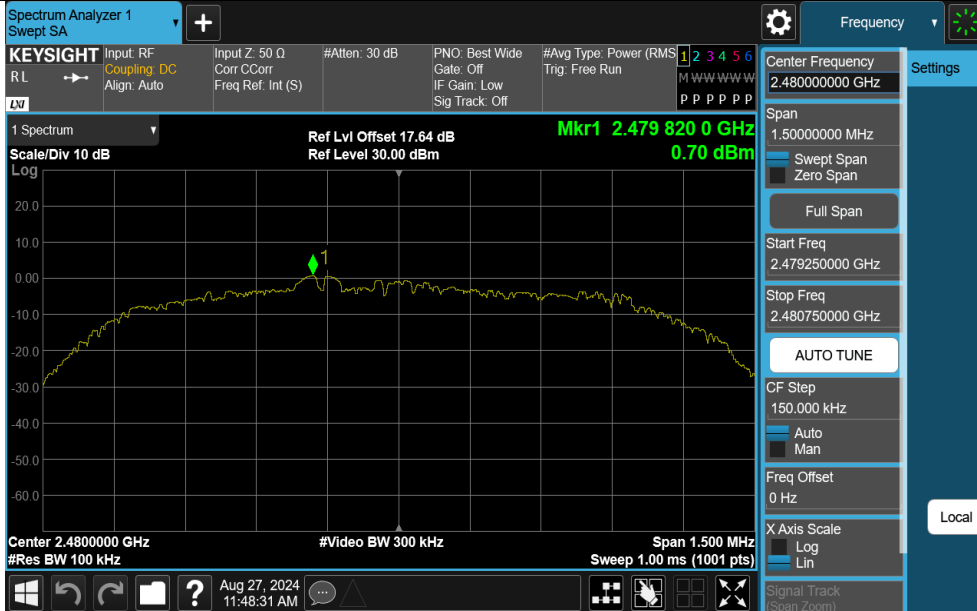 Spectrum Analyzer 1
Swept SA
Frequency
KEYSIGHT
RL
LXI
Input: RF
Coupling: DC
Align: Auto
Input Z: 50 Ω
Corr CCorr
Freq Ref: Int (S)
#Atten: 30 dB
PNO: Best Wide
Gate: Off
IF Gain: Low
Sig Track: Off
#Avg Type: Power (RMS
Trig: Free Run
1 2 3 4 5 6
M W W W W W
P P P P P P
1 Spectrum
Scale/Div 10 dB
Log
Ref Lvl Offset 17.64 dB
Ref Level 30.00 dBm
Mkr1 2.479 820 0 GHz
0.70 dBm
20.0
10.0
0.00
-10.0
-20.0
-30.0
-40.0
-50.0
-60.0
1
Center 2.4800000 GHz
#Res BW 100 kHz
#Video BW 300 kHz
Span 1.500 MHz
Sweep 1.00 ms (1001 pts)
Aug 27, 2024
11:48:31 AM
Center Frequency
2.480000000 GHz
Span
1.50000000 MHz
Swept Span
Zero Span
Full Span
Start Freq
2.479250000 GHz
Stop Freq
2.480750000 GHz
AUTO TUNE
CF Step
150.000 kHz
Auto
Man
Freq Offset
0 Hz
X Axis Scale
Log
Lin
Signal Track
(Span Zoom)
Settings
Local